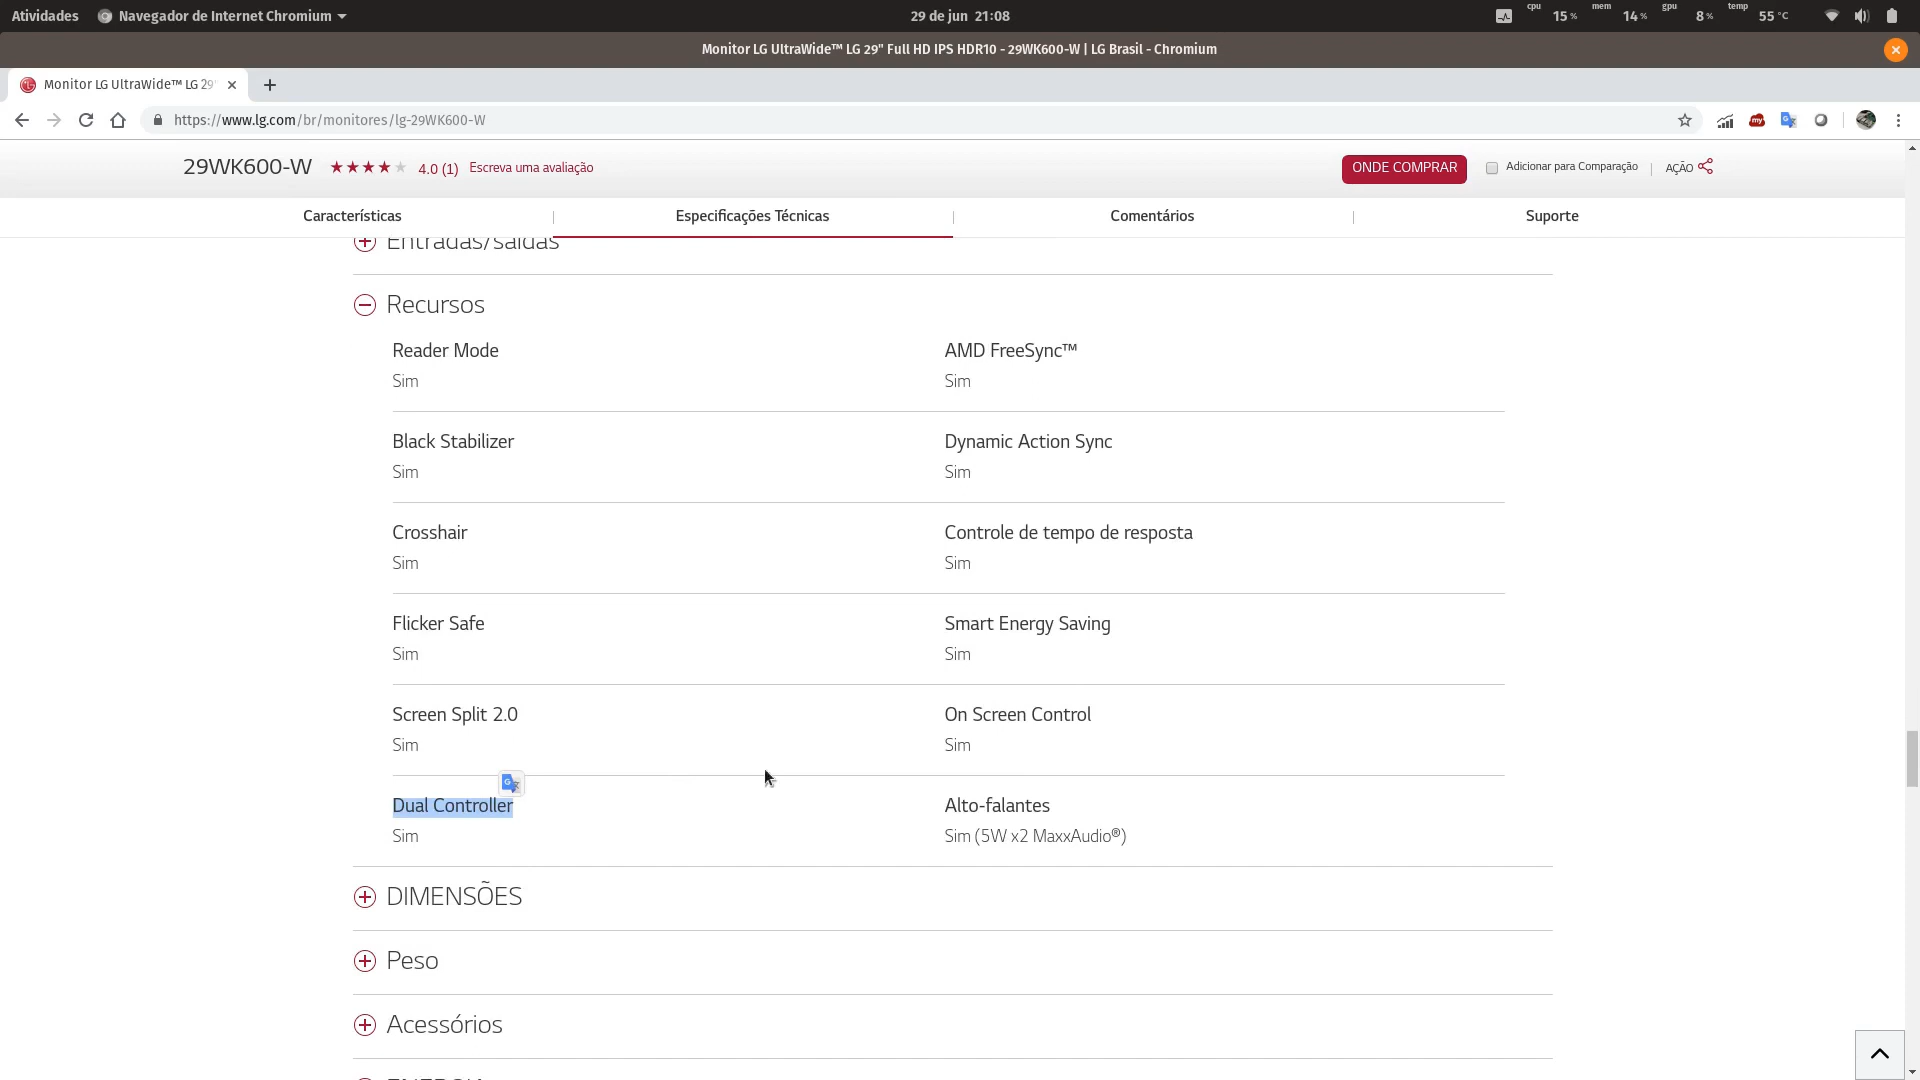 Atividades
Navegador de Internet Chromium
29 de jun 21:08
cpu 15 % mem 14 % gpu 8 % temp 55 °C
Monitor LG UltraWide™ LG 29" Full HD IPS HDR10 - 29WK600-W | LG Brasil - Chromium
Monitor LG UltraWide™ LG 29"
https://www.lg.com/br/monitores/lg-29WK600-W
29WK600-W
4.0 (1) Escreva uma avaliação
ONDE COMPRAR
Adicionar para Comparação
AÇÃO
Características
Especificações Técnicas
Comentários
Suporte
Entradas/saídas
Recursos
Reader Mode
Sim
AMD FreeSync™
Sim
Black Stabilizer
Sim
Dynamic Action Sync
Sim
Crosshair
Sim
Controle de tempo de resposta
Sim
Flicker Safe
Sim
Smart Energy Saving
Sim
Screen Split 2.0
Sim
On Screen Control
Sim
Dual Controller
Sim
Alto-falantes
Sim (5W x2 MaxxAudio®)
DIMENSÕES
Peso
Acessórios